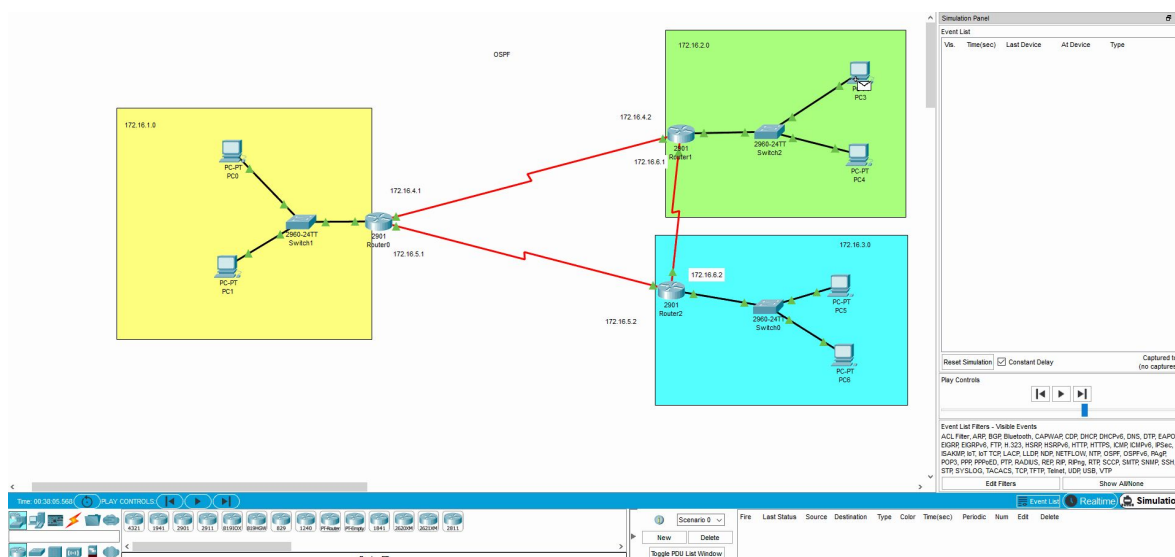 Simulation Panel
Event List
Vis. Time(sec) Last Device At Device Type
OSPF
172.16.2.0
PC3
172.16.4.2
2901
Router1
2960-24TT
Switch2
172.16.6.1
PC-PT
PC4
172.16.1.0
PC-PT
PC0
172.16.4.1
2960-24TT
Switch1
2901
Router0
172.16.5.1
PC-PT
PC1
172.16.3.0
172.16.6.2
PC-PT
PC5
2901
Router2
2960-24TT
Switch0
172.16.5.2
PC-PT
PC6
Reset Simulation Constant Delay
Captured to
(no captures
Play Controls
Event List Filters - Visible Events
ACL Filter, ARP, BGP, Bluetooth, CAPWAP, CDP, DHCP, DHCPv6, DNS, DTP, EAPO
EIGRP, EIGRPv6, FTP, H.323, HSRP, HSRPv6, HTTP, HTTPS, ICMP, ICMPv6, IPSec,
ISAKMP, IoT, IoT TCP, LACP, LLDP, NDP, NETFLOW, NTP, OSPF, OSPFv6, PAgP,
POP3, PPP, PPPoED, PTP, RADIUS, REP, RIP, RIPng, RTP, SCCP, SMTP, SNMP, SSH,
STP, SYSLOG, TACACS, TCP, TFTP, Telnet, UDP, USB, VTP
Edit Filters Show All/None
Time: 00:38:05.568 PLAY CONTROLS:
Event List Realtime Simulatio
4321 1941 2901 2911 819IOX 819HGW 829 1240 PT-Router PT-Empty 1841 2620XM 2621XM 2811
Scenario 0
New Delete
Toggle PDU List Window
Fire Last Status Source Destination Type Color Time(sec) Periodic Num Edit Delete